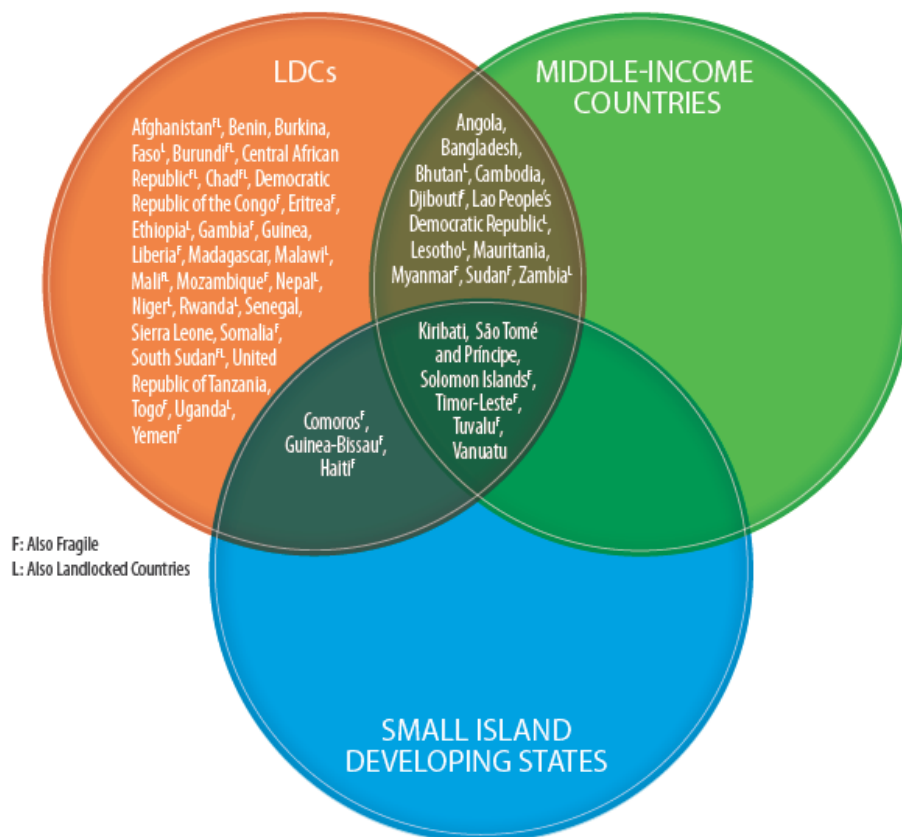 LDCs
Afghanistanᶠᴸ, Benin, Burkina,
Fasoᴸ, Burundiᶠᴸ, Central African
Republicᶠᴸ, Chadᶠᴸ, Democratic
Republic of the Congoᶠ, Eritreaᶠ,
Ethiopiaᴸ, Gambiaᶠ, Guinea,
Liberiaᶠ, Madagascar, Malawiᴸ,
Maliᶠᴸ, Mozambiqueᶠ, Nepalᴸ,
Nigerᴸ, Rwandaᴸ, Senegal,
Sierra Leone, Somaliaᶠ,
South Sudanᶠᴸ, United
Republic of Tanzania,
Togoᶠ, Ugandaᴸ,
Yemenᶠ
MIDDLE-INCOME
COUNTRIES
Angola,
Bangladesh,
Bhutanᴸ, Cambodia,
Djiboutiᶠ, Lao People's
Democratic Republicᴸ,
Lesothoᴸ, Mauritania,
Myanmarᶠ, Sudanᶠ, Zambiaᴸ
Kiribati, São Tomé
and Príncipe,
Solomon Islandsᶠ,
Timor-Lesteᶠ,
Tuvaluᶠ,
Vanuatu
Comorosᶠ,
Guinea-Bissauᶠ,
Haitiᶠ
F: Also Fragile
L: Also Landlocked Countries
SMALL ISLAND
DEVELOPING STATES